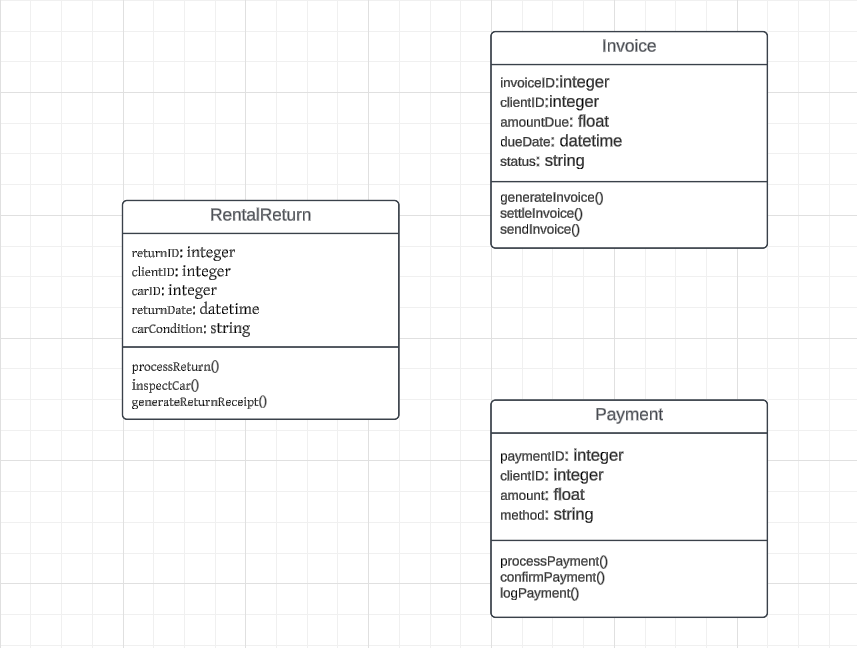 Invoice
invoiceID:integer
clientID:integer
amountDue: float
dueDate: datetime
status: string
generateInvoice()
settleInvoice()
sendInvoice()
RentalReturn
returnID: integer
clientID: integer
carID: integer
returnDate: datetime
carCondition: string
processReturn()
inspectCar()
generateReturnReceipt()
Payment
paymentID: integer
clientID: integer
amount: float
method: string
processPayment()
confirmPayment()
logPayment()